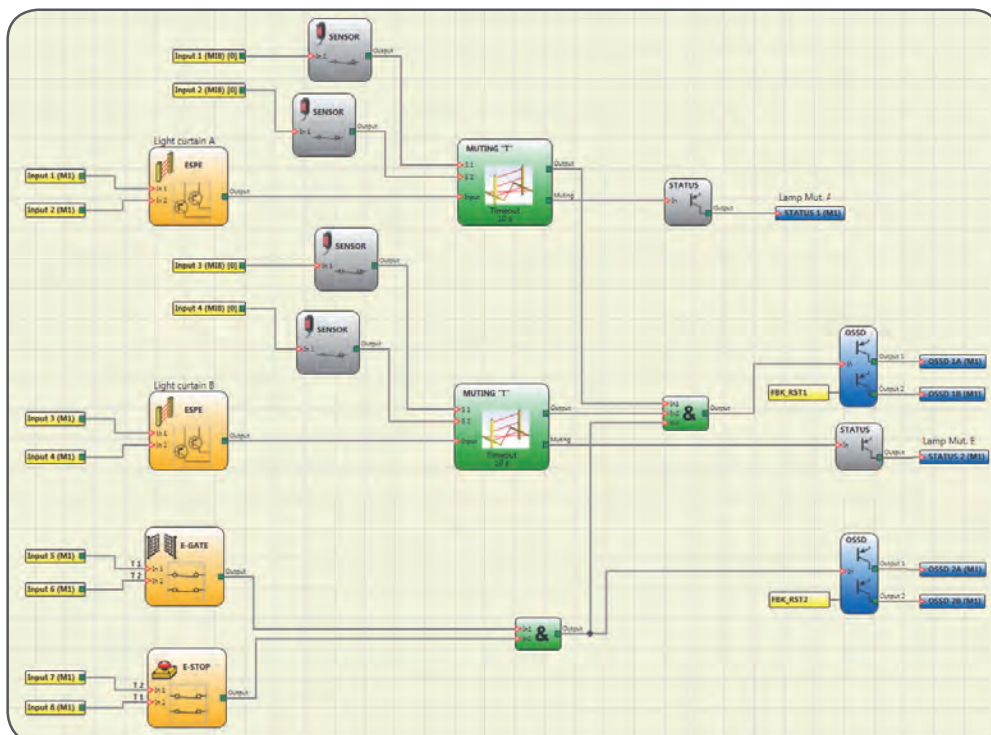 SENSOR
Input 1 (MI8) [0]
In 1
Output
Input 2 (MI8) [0]
SENSOR
In 1
Output
Light curtain A
ESPE
Input 1 (M1)
In 1
Input 2 (M1)
In 2
Output
MUTING "T"
S 1
S 2
Input
Output
Muting
Timeout
10 s
STATUS
In
Output
Lamp Mut. A
STATUS 1 (M1)
SENSOR
Input 3 (MI8) [0]
In 1
Output
Input 4 (MI8) [0]
SENSOR
In 1
Output
Light curtain B
ESPE
Input 3 (M1)
In 1
Input 4 (M1)
In 2
Output
MUTING "T"
S 1
S 2
Input
Output
Muting
Timeout
10 s
In1
In2
&
Output
OSSD
In
Output 1
OSSD 1A (M1)
FBK_RST1
Output 2
OSSD 1B (M1)
STATUS
In
Output
Lamp Mut. E
STATUS 2 (M1)
E-GATE
Input 5 (M1)
T 1
In 1
Input 6 (M1)
T 2
In 2
Output
In1
In2
&
Output
OSSD
In
Output 1
OSSD 2A (M1)
FBK_RST2
Output 2
OSSD 2B (M1)
E-STOP
Input 7 (M1)
T 2
In 1
Input 8 (M1)
T 1
In 2
Output